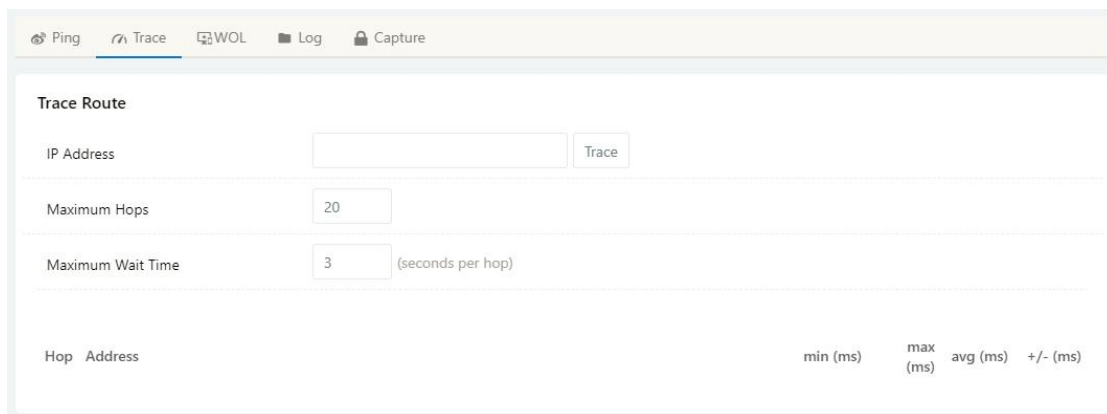 Ping Trace WOL Log Capture
Trace Route
IP Address Trace
Maximum Hops 20
Maximum Wait Time 3 (seconds per hop)
Hop Address min (ms) max (ms) avg (ms) +/- (ms)